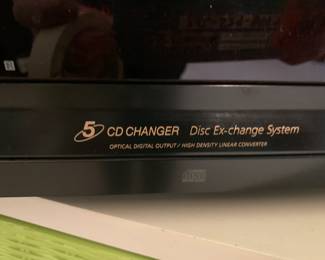 5 CD CHANGER Disc Ex-change System
OPTICAL DIGITAL OUTPUT / HIGH DENSITY LINEAR CONVERTER